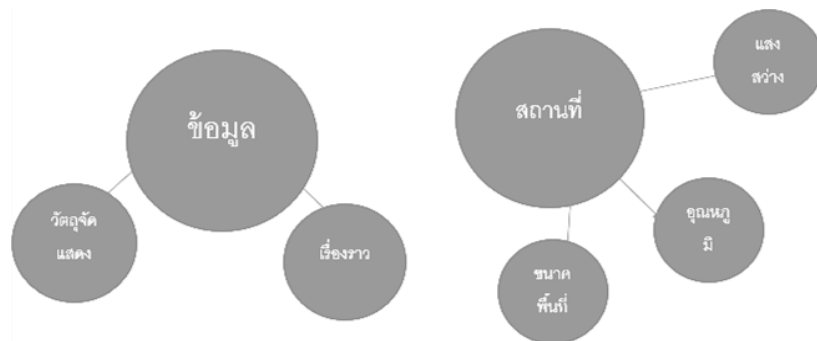 ข้อมูล
วัตถุจัด
แสดง
เรื่องราว
สถานที่
แสง
สว่าง
อุณหภู
มิ
ขนาด
พื้นที่